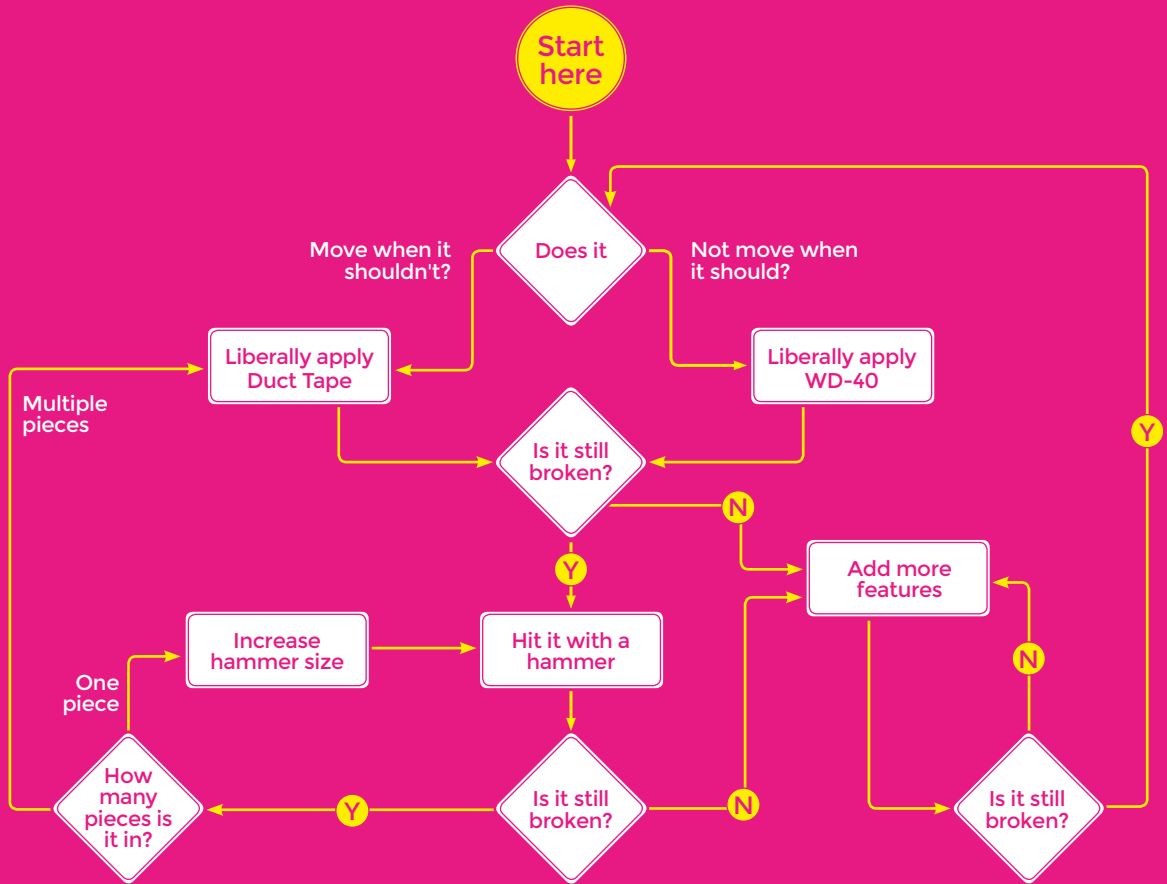 Start
here
Does it
Move when it
shouldn't?
Not move when
it should?
Liberally apply
Duct Tape
Liberally apply
WD-40
Multiple
pieces
Is it still
broken?
Y
N
Y
Add more
features
Increase
hammer size
Hit it with a
hammer
N
One
piece
How
many
pieces is
it in?
Y
Is it still
broken?
N
Is it still
broken?